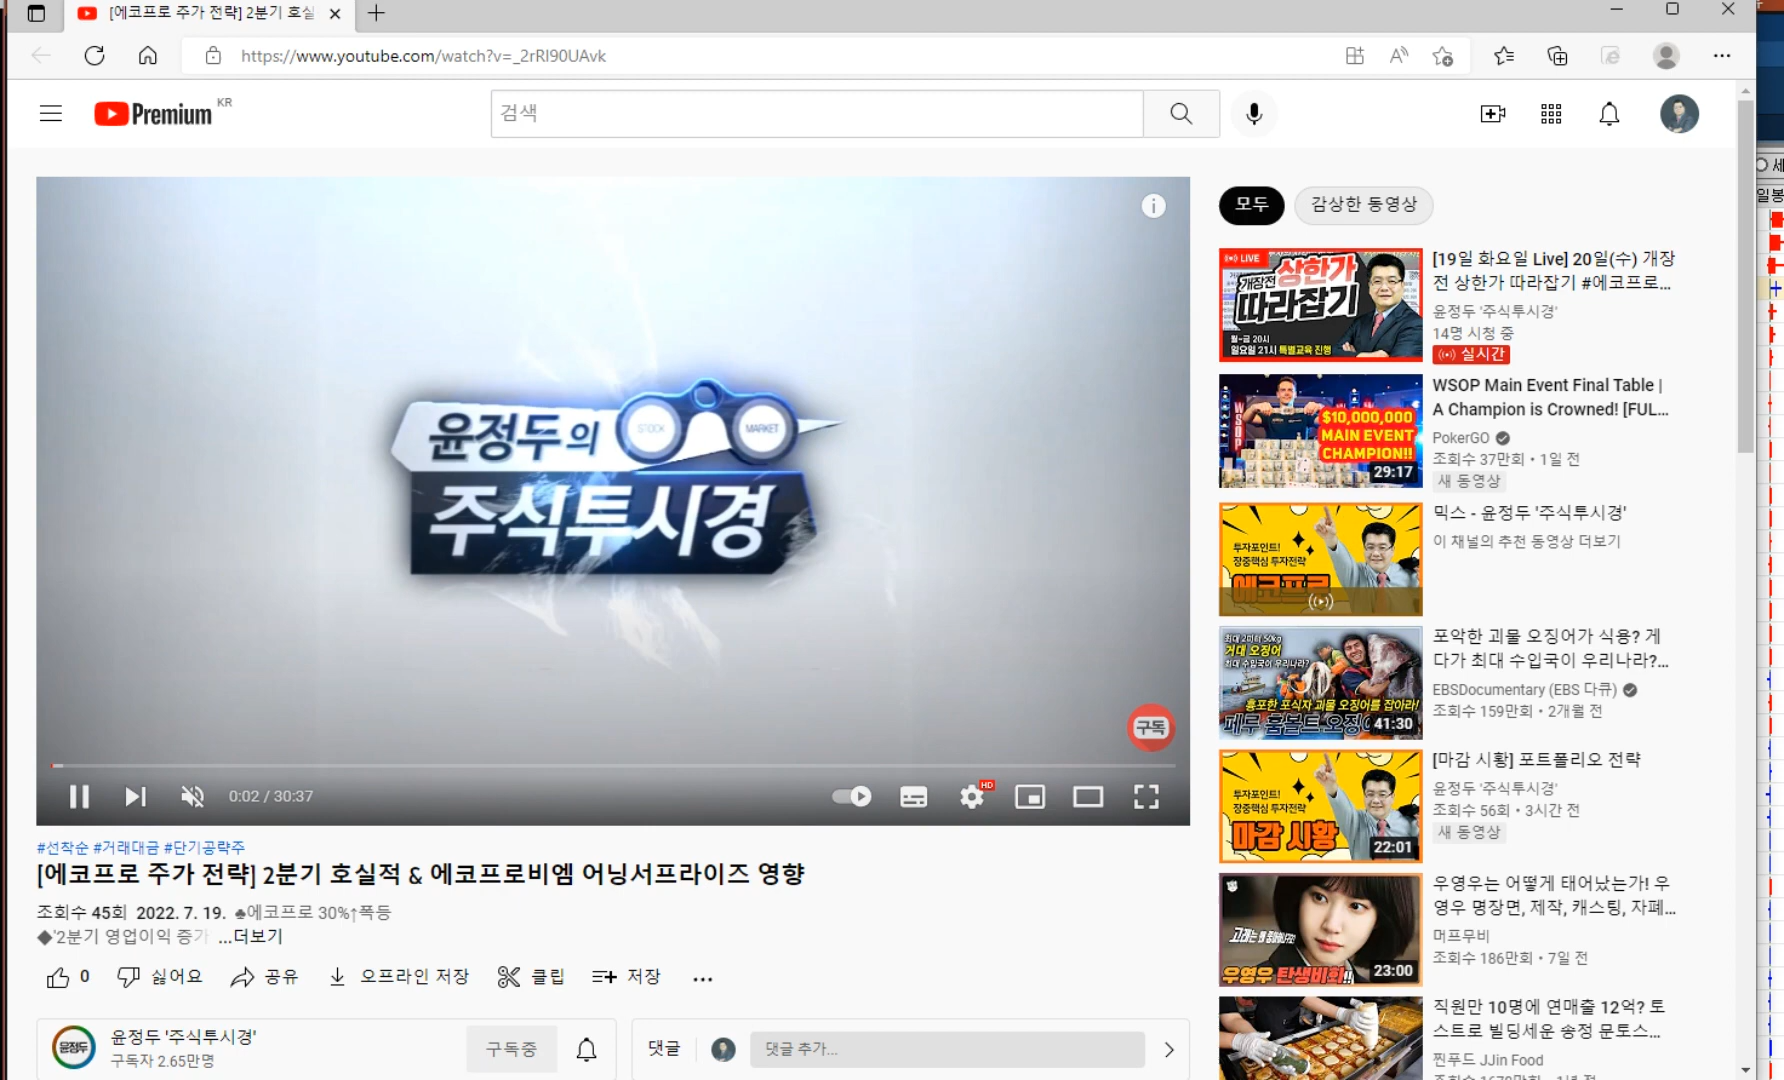 [에코프로 주가 전략] 2분기 호실
https://www.youtube.com/watch?v=_2rRI90UAvk
Premium KR
검색
세
일봉
윤정두의
STOCK
MARKET
주식투시경
구독
0:02 / 30:37
HD
#선착순 #거래대금 #단기공략주
[에코프로 주가 전략] 2분기 호실적 & 에코프로비엠 어닝서프라이즈 영향
조회수 45회 2022. 7. 19. ♣에코프로 30%↑폭등
◆'2분기 영업이익 증가 ...더보기
0 싫어요 공유 오프라인 저장 클립 저장 ...
윤정두
윤정두 '주식투시경'
구독자 2.65만명
구독중
댓글
댓글 추가...
모두 감상한 동영상
LIVE
개장전 상한가
따라잡기
월~금 20시
일요일 21시 특별교육 진행
[19일 화요일 Live] 20일(수) 개장
전 상한가 따라잡기 #에코프로...
윤정두 '주식투시경'
14명 시청 중
실시간
WSOP
$10,000,000
MAIN EVENT
CHAMPION!!
29:17
WSOP Main Event Final Table |
A Champion is Crowned! [FUL...
PokerGO
조회수 37만회 • 1일 전
새 동영상
투자포인트!
장중핵심 투자전략
에코프로
믹스 - 윤정두 '주식투시경'
이 채널의 추천 동영상 더보기
최대 2미터 50kg
거대 오징어
최대 수입국이 우리나라?
흉포한 포식자 괴물 오징어를 잡아라!
페루 훔볼트 오징어
41:30
포악한 괴물 오징어가 식용? 게
다가 최대 수입국이 우리나라?...
EBSDocumentary (EBS 다큐)
조회수 159만회 • 2개월 전
투자포인트!
장중핵심 투자전략
마감 시황
22:01
[마감 시황] 포트폴리오 전략
윤정두 '주식투시경'
조회수 56회 • 3시간 전
새 동영상
우영우 탄생비화!!
23:00
우영우는 어떻게 태어났는가! 우
영우 명장면, 제작, 캐스팅, 자폐...
머프무비
조회수 186만회 • 7일 전
직원만 10명에 연매출 12억? 토
스트로 빌딩세운 송정 문토스...
찐푸드 JJin Food